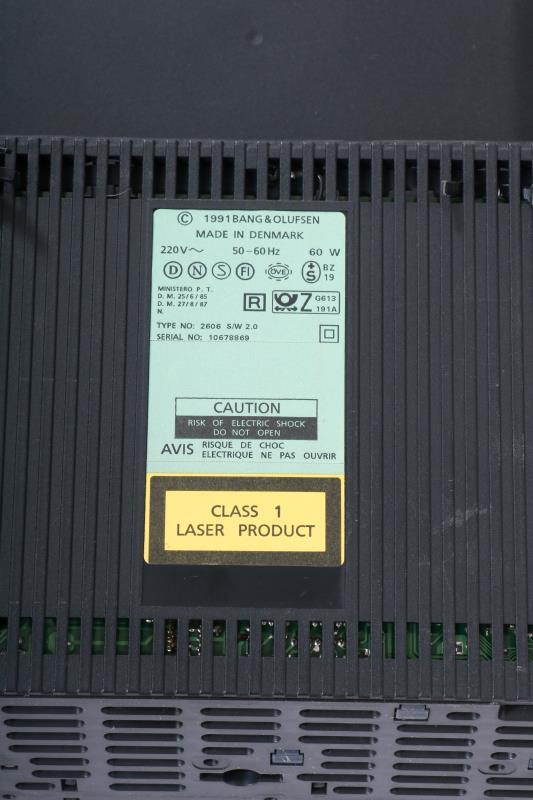 © 1991 BANG & OLUFSEN
MADE IN DENMARK
220V~ 50-60Hz 60 W
D N S FI ÖVE +S BZ 19
MINISTERO P. T.
D. M. 25/6/85
D. M. 27/8/87
N.
R Z G613 191A
TYPE NO: 2606 S/W 2.0
SERIAL NO: 10678869
CAUTION
RISK OF ELECTRIC SHOCK
DO NOT OPEN
AVIS RISQUE DE CHOC
ELECTRIQUE NE PAS OUVRIR
CLASS 1
LASER PRODUCT